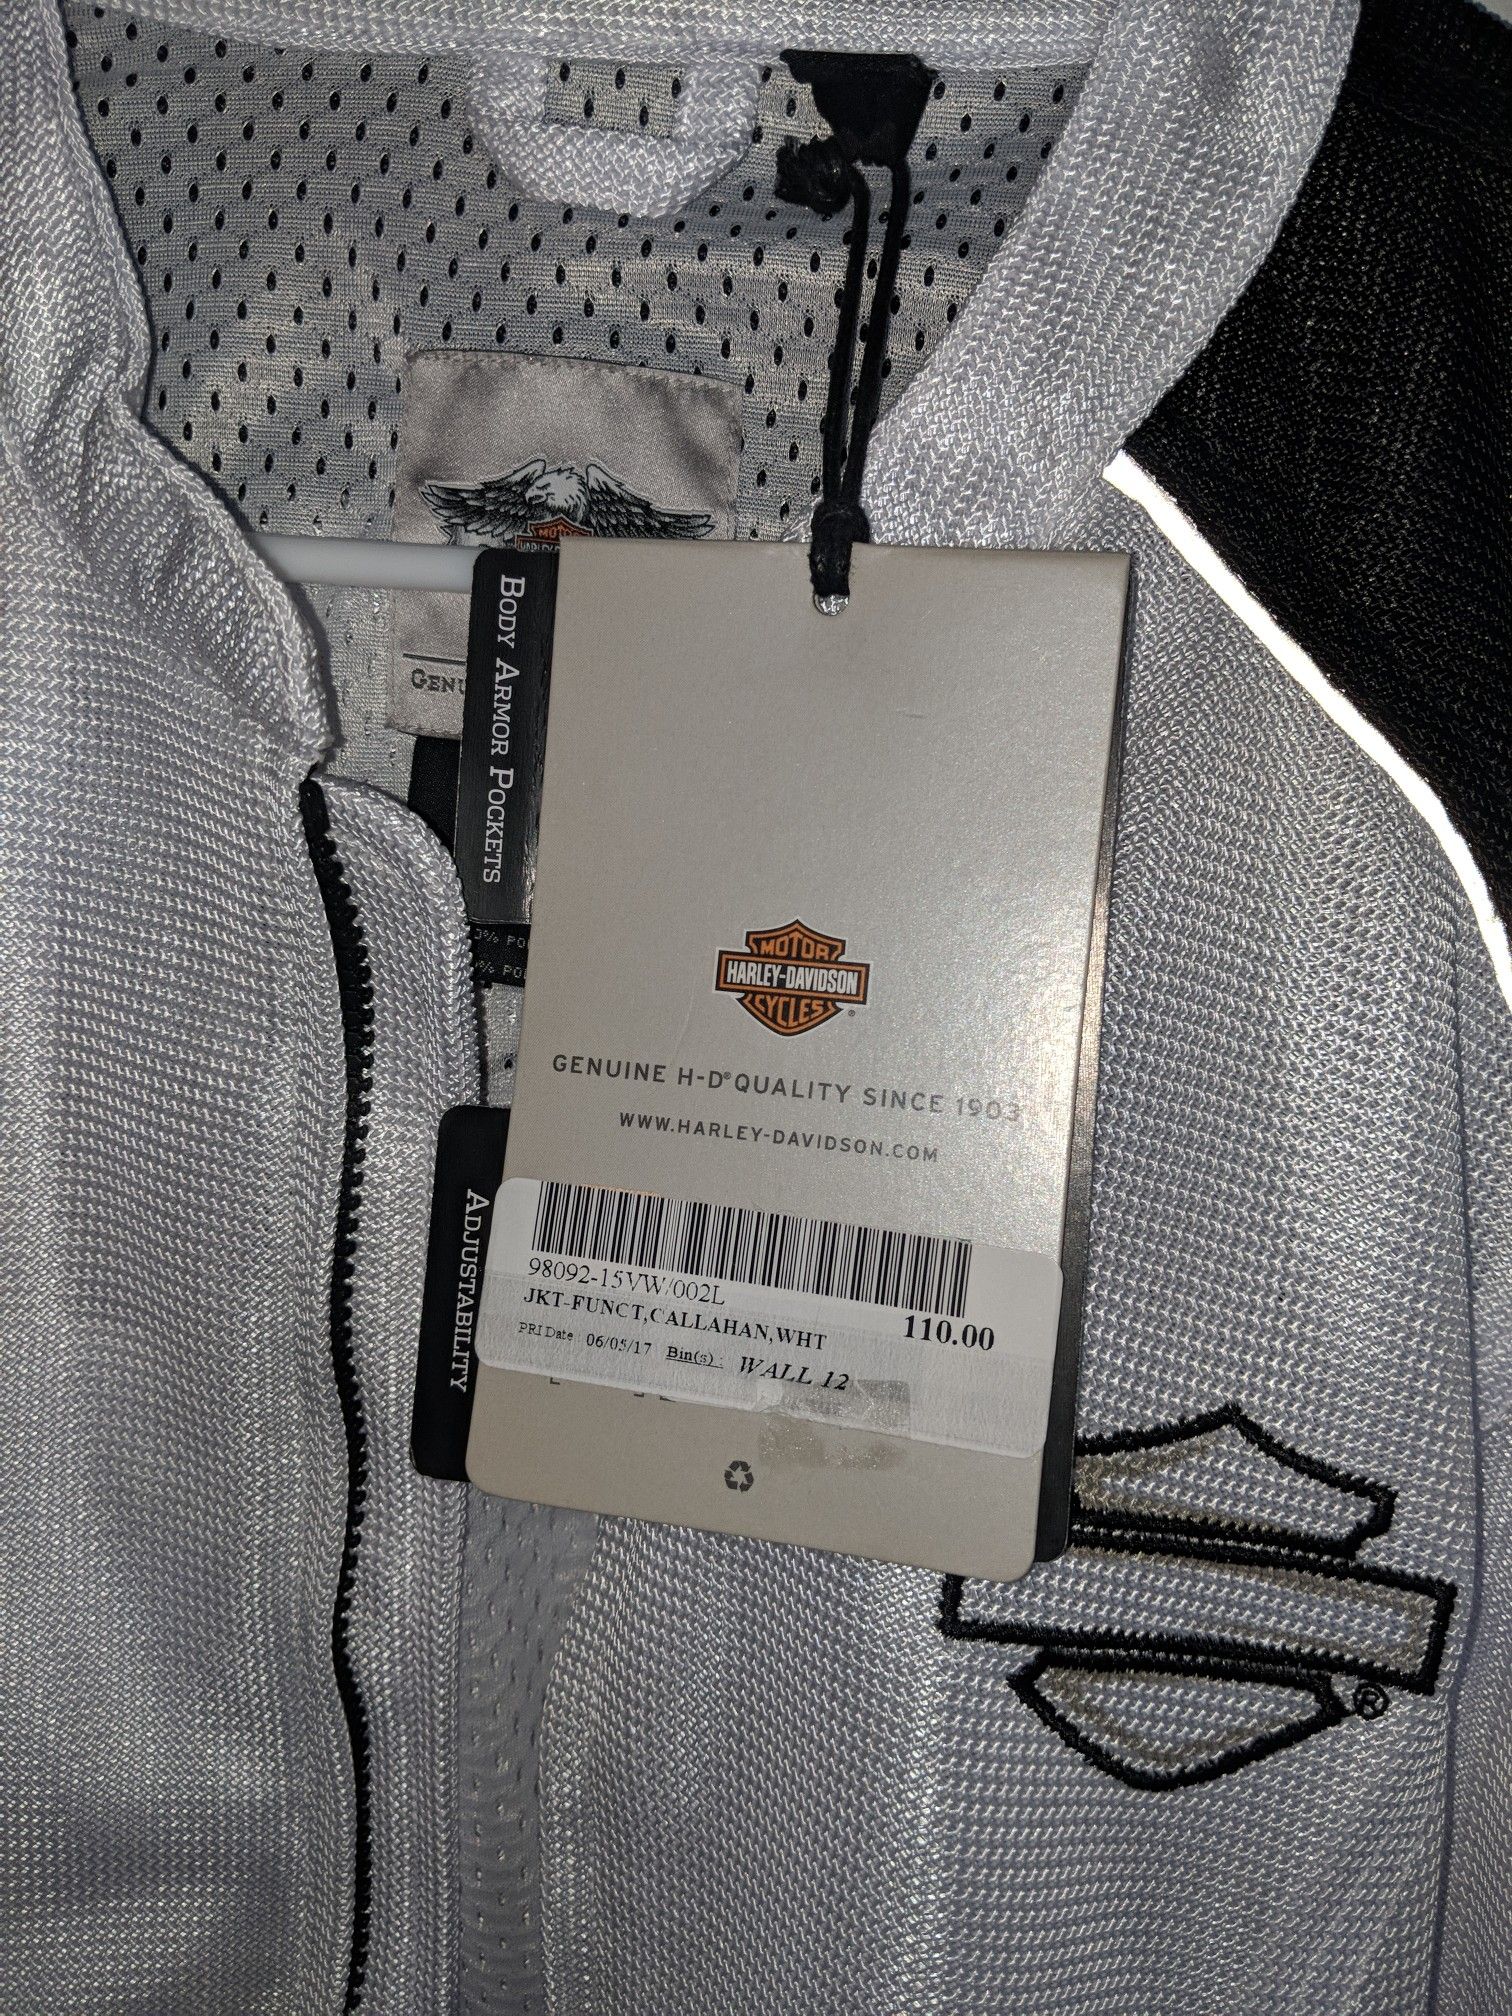 MOTOR
GENU
BODY ARMOR POCKETS
MOTOR
HARLEY-DAVIDSON
CYCLES
®
GENUINE H-D® QUALITY SINCE 1903
WWW.HARLEY-DAVIDSON.COM
ADJUSTABILITY
98092-15VW/002L
JKT-FUNCT,CALLAHAN,WHT 110.00
PRI Date: 06/05/17 Bin(s): WALL 12
®